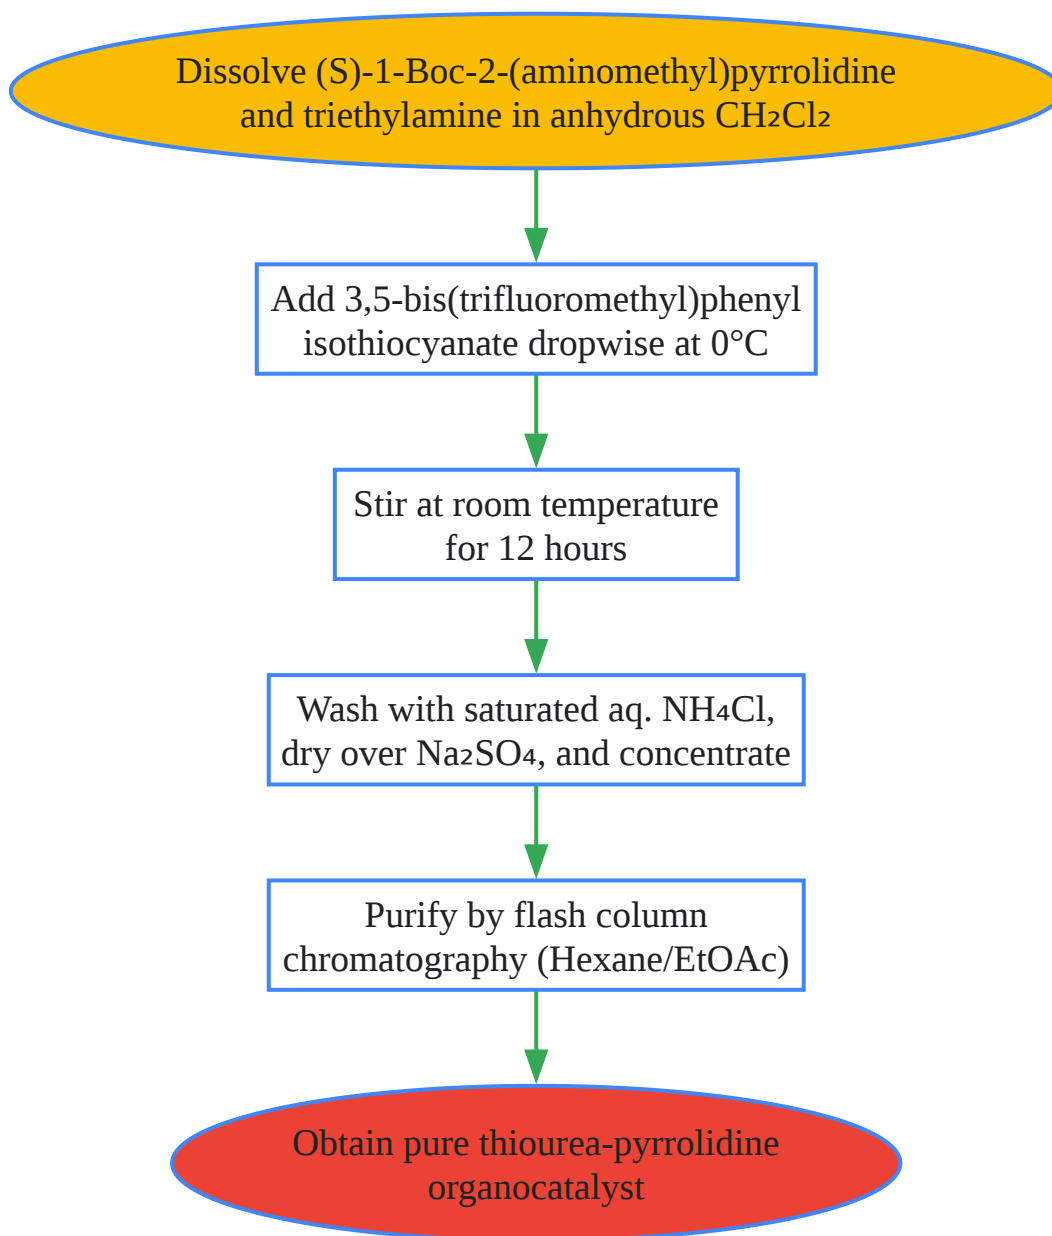 Dissolve (S)-1-Boc-2-(aminomethyl)pyrrolidine
and triethylamine in anhydrous CH₂Cl₂
Add 3,5-bis(trifluoromethyl)phenyl
isothiocyanate dropwise at 0°C
Stir at room temperature
for 12 hours
Wash with saturated aq. NH₄Cl,
dry over Na₂SO₄, and concentrate
Purify by flash column
chromatography (Hexane/EtOAc)
Obtain pure thiourea-pyrrolidine
organocatalyst